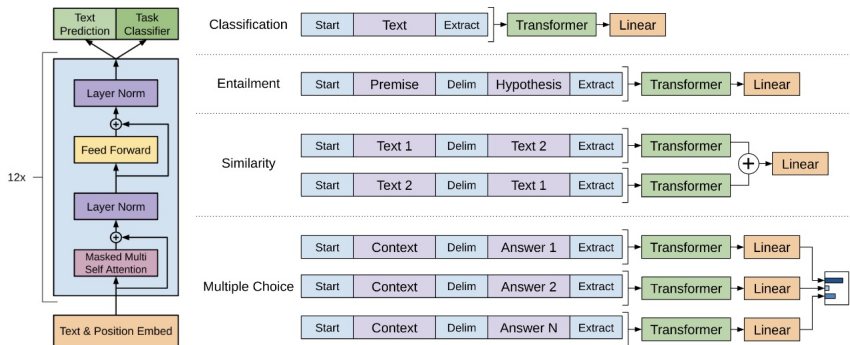 Text
Prediction
Task
Classifier
12x
Layer Norm
Feed Forward
Layer Norm
Masked Multi
Self Attention
Text & Position Embed
Classification
Start Text Extract Transformer Linear
Entailment
Start Premise Delim Hypothesis Extract Transformer Linear
Similarity
Start Text 1 Delim Text 2 Extract Transformer
Start Text 2 Delim Text 1 Extract Transformer
Linear
Multiple Choice
Start Context Delim Answer 1 Extract Transformer Linear
Start Context Delim Answer 2 Extract Transformer Linear
Start Context Delim Answer N Extract Transformer Linear